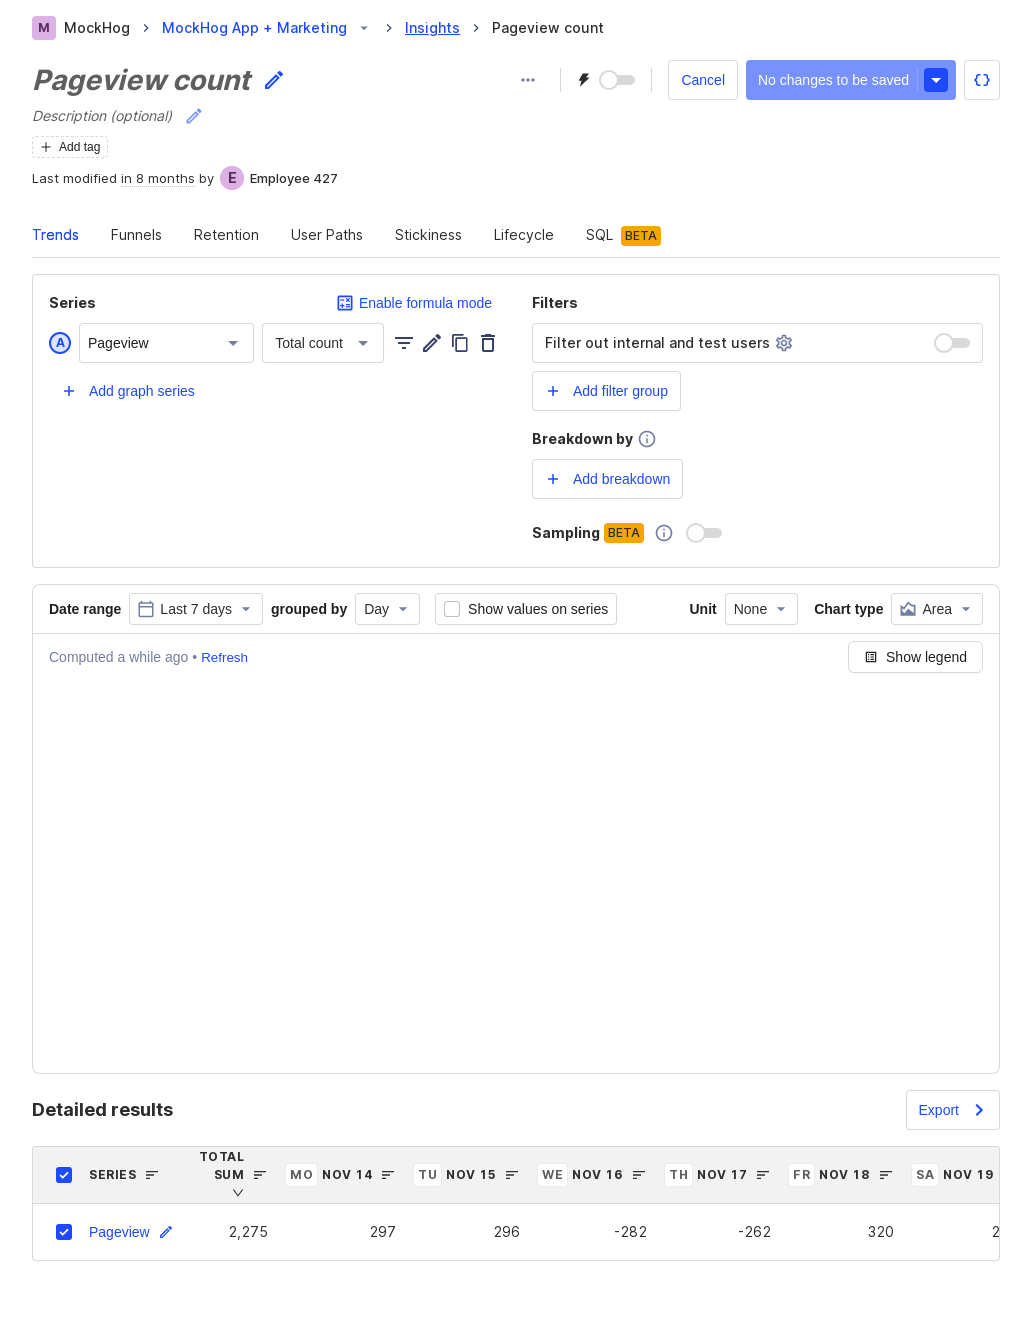 M MockHog MockHog App + Marketing Insights Pageview count
Pageview count
Cancel No changes to be saved
Description (optional)
Add tag
Last modified in 8 months by E Employee 427
Trends Funnels Retention User Paths Stickiness Lifecycle SQL BETA
Series Enable formula mode Filters
A Pageview Total count Filter out internal and test users
Add graph series Add filter group
Breakdown by
Add breakdown
Sampling BETA
Date range Last 7 days grouped by Day Show values on series Unit None Chart type Area
Computed a while ago • Refresh Show legend
Detailed results Export
SERIES TOTAL SUM MO NOV 14 TU NOV 15 WE NOV 16 TH NOV 17 FR NOV 18 SA NOV 19
Pageview 2,275 297 296 -282 -262 320